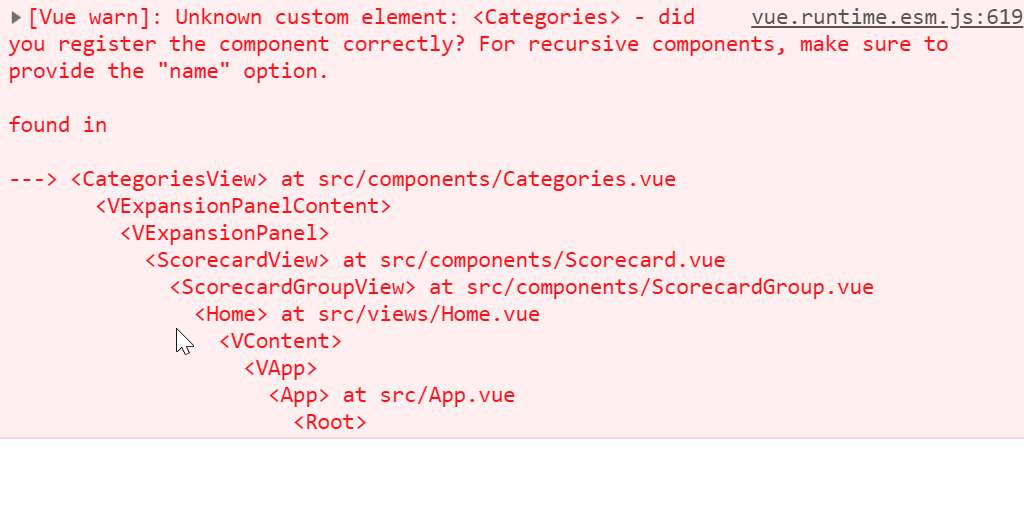 [Vue warn]: Unknown custom element: <Categories> - did vue.runtime.esm.js:619
you register the component correctly? For recursive components, make sure to
provide the "name" option.
found in
---> <CategoriesView> at src/components/Categories.vue
<VExpansionPanelContent>
<VExpansionPanel>
<ScorecardView> at src/components/Scorecard.vue
<ScorecardGroupView> at src/components/ScorecardGroup.vue
<Home> at src/views/Home.vue
<VContent>
<VApp>
<App> at src/App.vue
<Root>